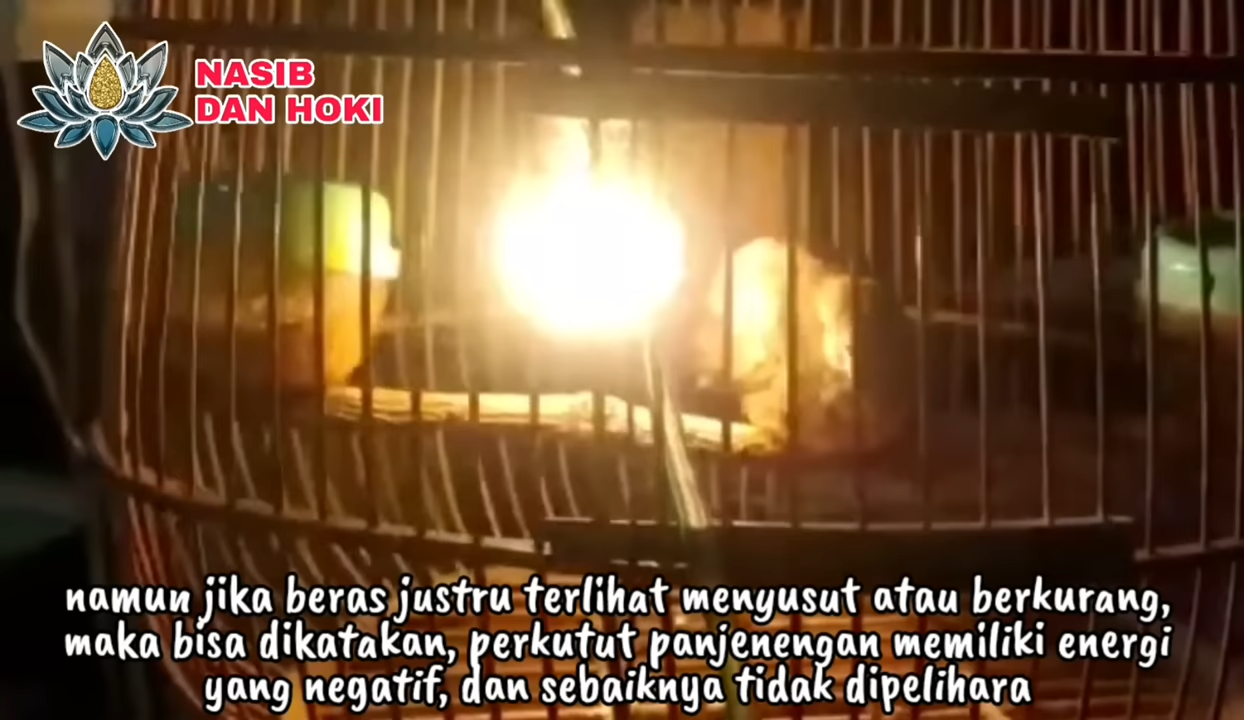 NASIB
DAN HOKI
namun jika beras justru terlihat menyusut atau berkurang,
maka bisa dikatakan, perkutut panjenengan memiliki energi
yang negatif, dan sebaiknya tidak dipelihara